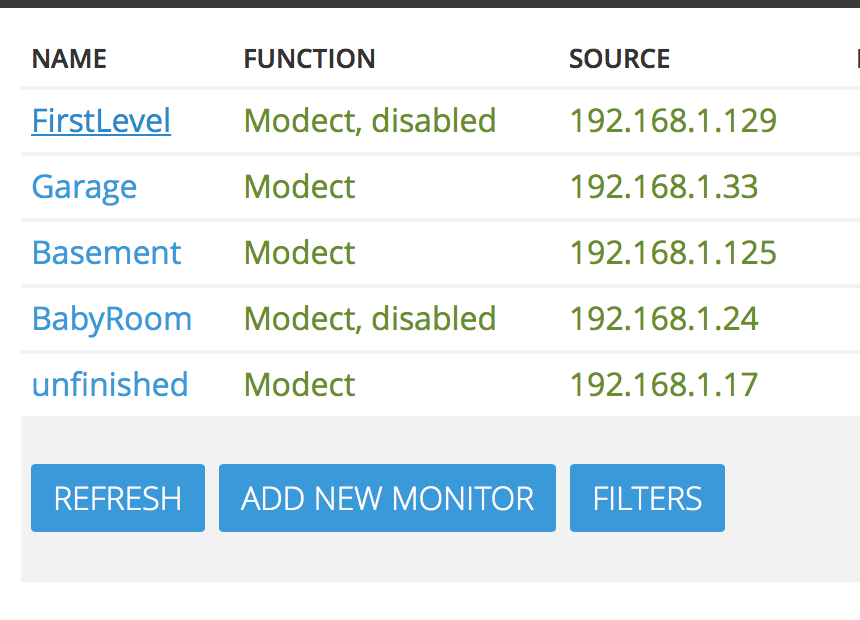 NAME FUNCTION SOURCE
FirstLevel Modect, disabled 192.168.1.129
Garage Modect 192.168.1.33
Basement Modect 192.168.1.125
BabyRoom Modect, disabled 192.168.1.24
unfinished Modect 192.168.1.17
REFRESH ADD NEW MONITOR FILTERS